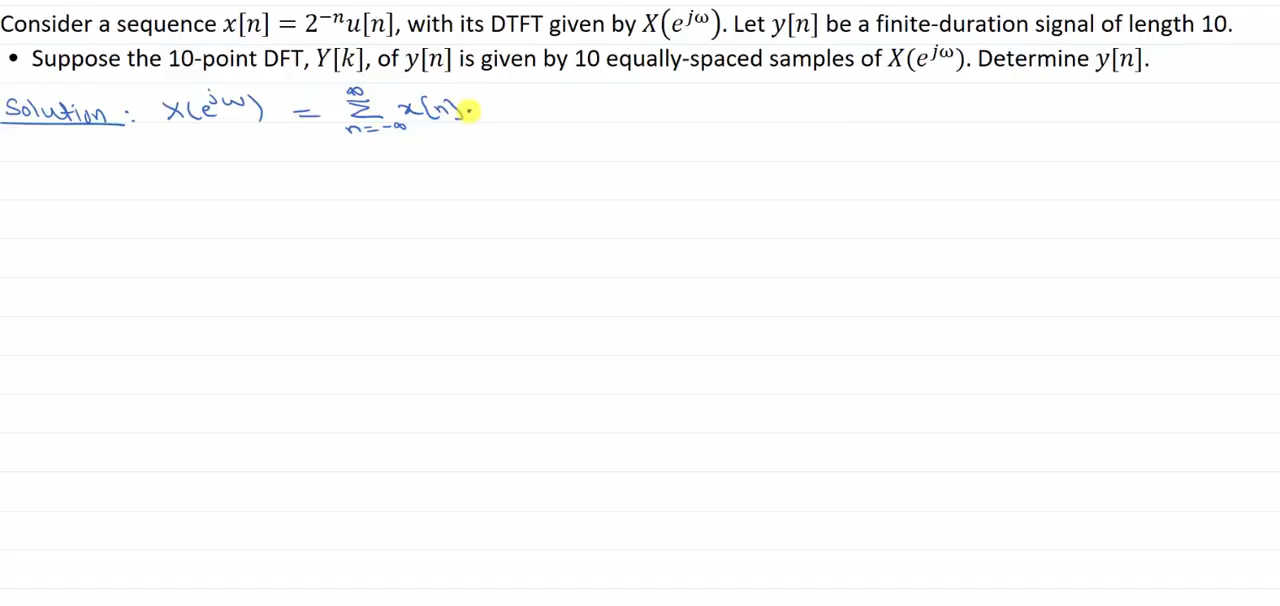 Consider a sequence x[n] = 2⁻ⁿu[n], with its DTFT given by X(e^{jω}). Let y[n] be a finite-duration signal of length 10.
• Suppose the 10-point DFT, Y[k], of y[n] is given by 10 equally-spaced samples of X(e^{jω}). Determine y[n].
Solution: X(e^{jω}) = ∑_{n=-∞}^{∞} x[n].